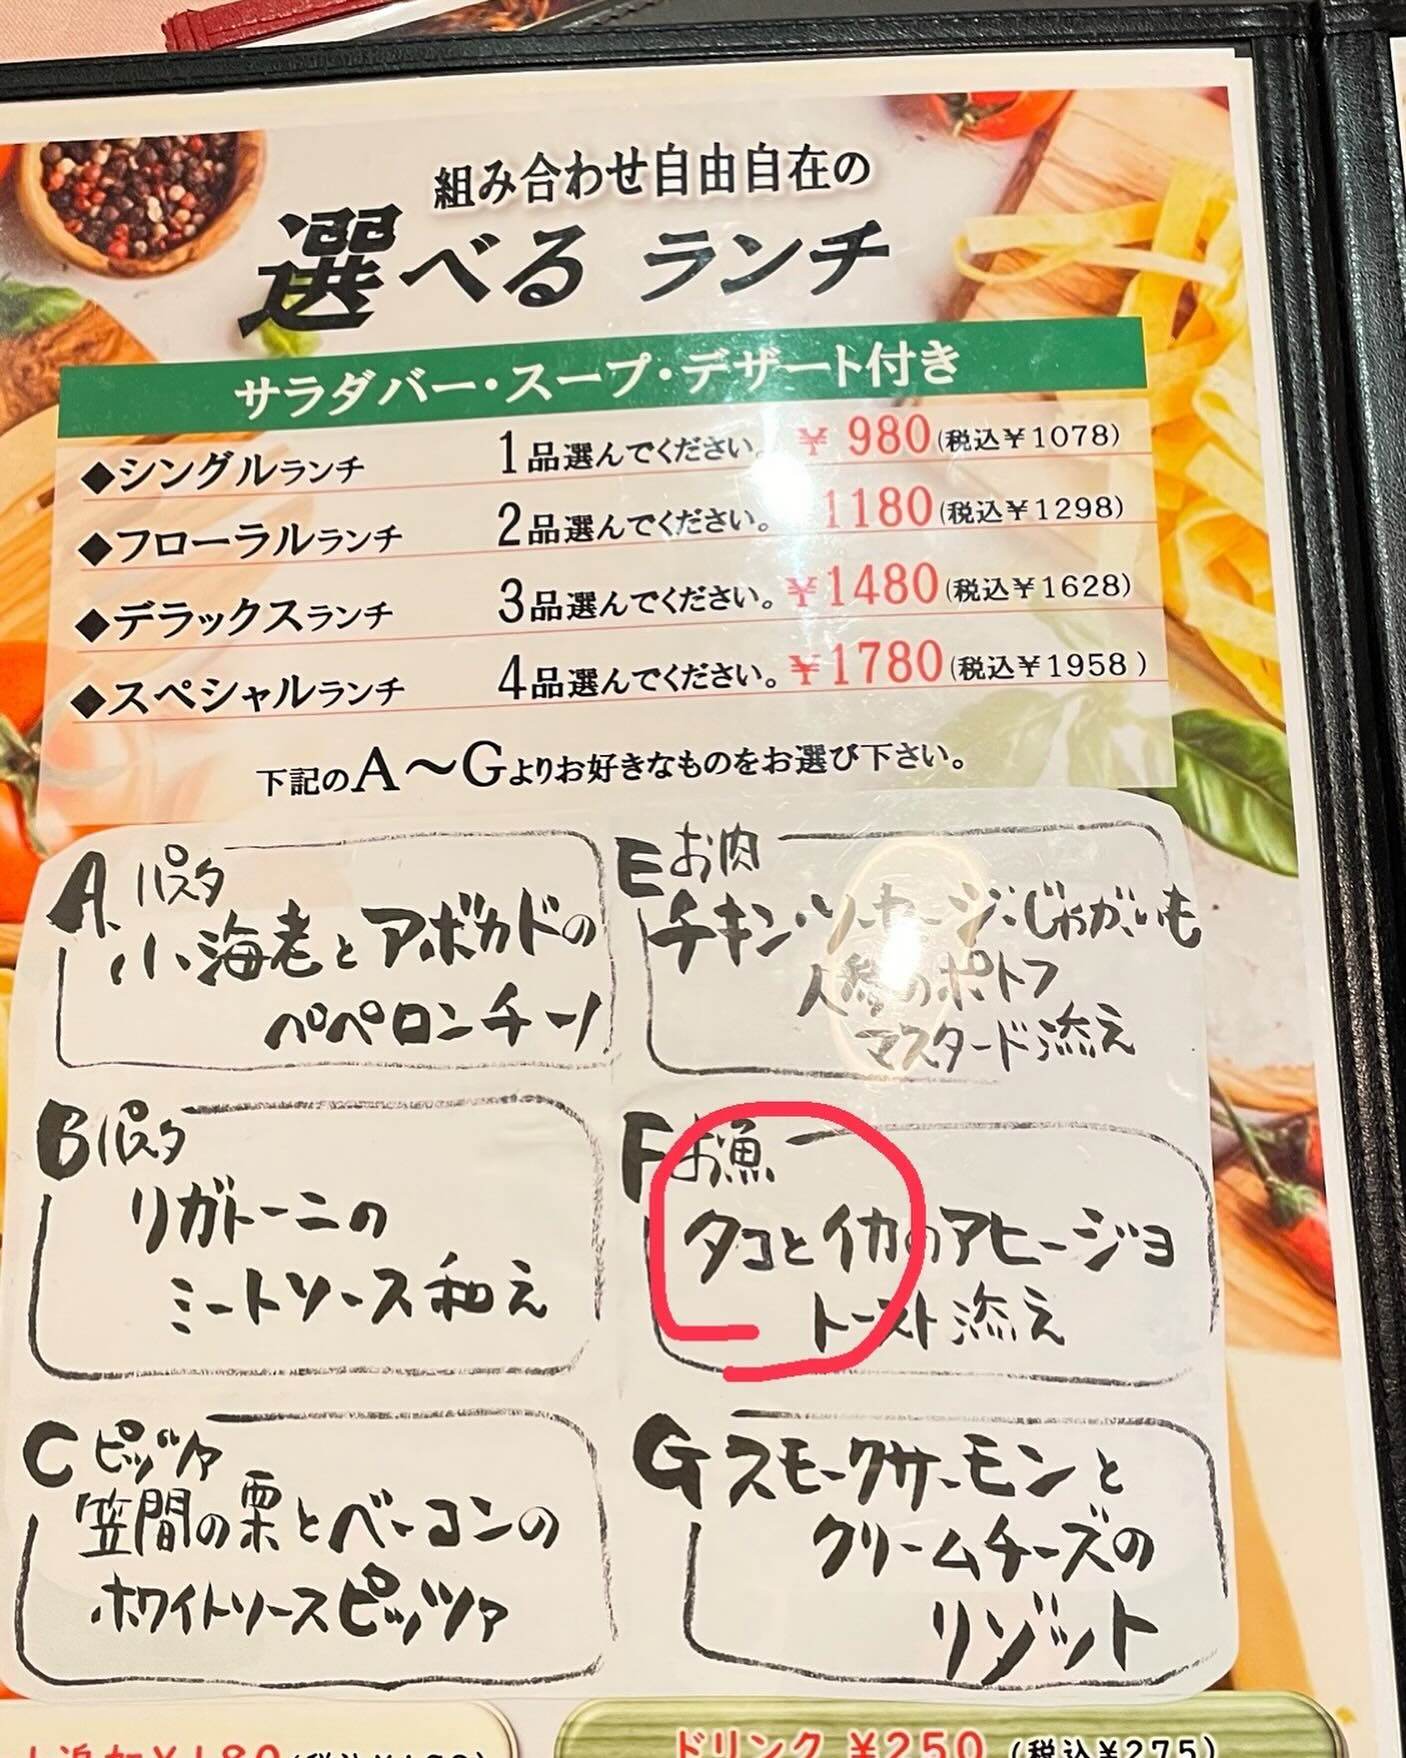 組み合わせ自由自在の
選べるランチ
サラダバー・スープ・デザート付き
◆シングルランチ 1品選んでください。 ¥980(税込¥1078)
◆フローラルランチ 2品選んでください。 1180(税込¥1298)
◆デラックスランチ 3品選んでください。 ¥1480(税込¥1628)
◆スペシャルランチ 4品選んでください。 ¥1780(税込¥1958)
下記のA～Gよりお好きなものをお選び下さい。
A. パスタ
小海老とアボカドの
ペペロンチーノ
B パスタ
リガトーニの
ミートソース和え
C ピッツァ
笠間の栗とベーコンの
ホワイトソースピッツァ
E お肉
チキン・ソーセージ・じゃがいも
人参のポトフ
マスタード添え
F お魚
タコとイカのアヒージョ
トースト添え
G スモークサーモンと
クリームチーズの
リゾット
ドリンク ¥250 (税込¥275)